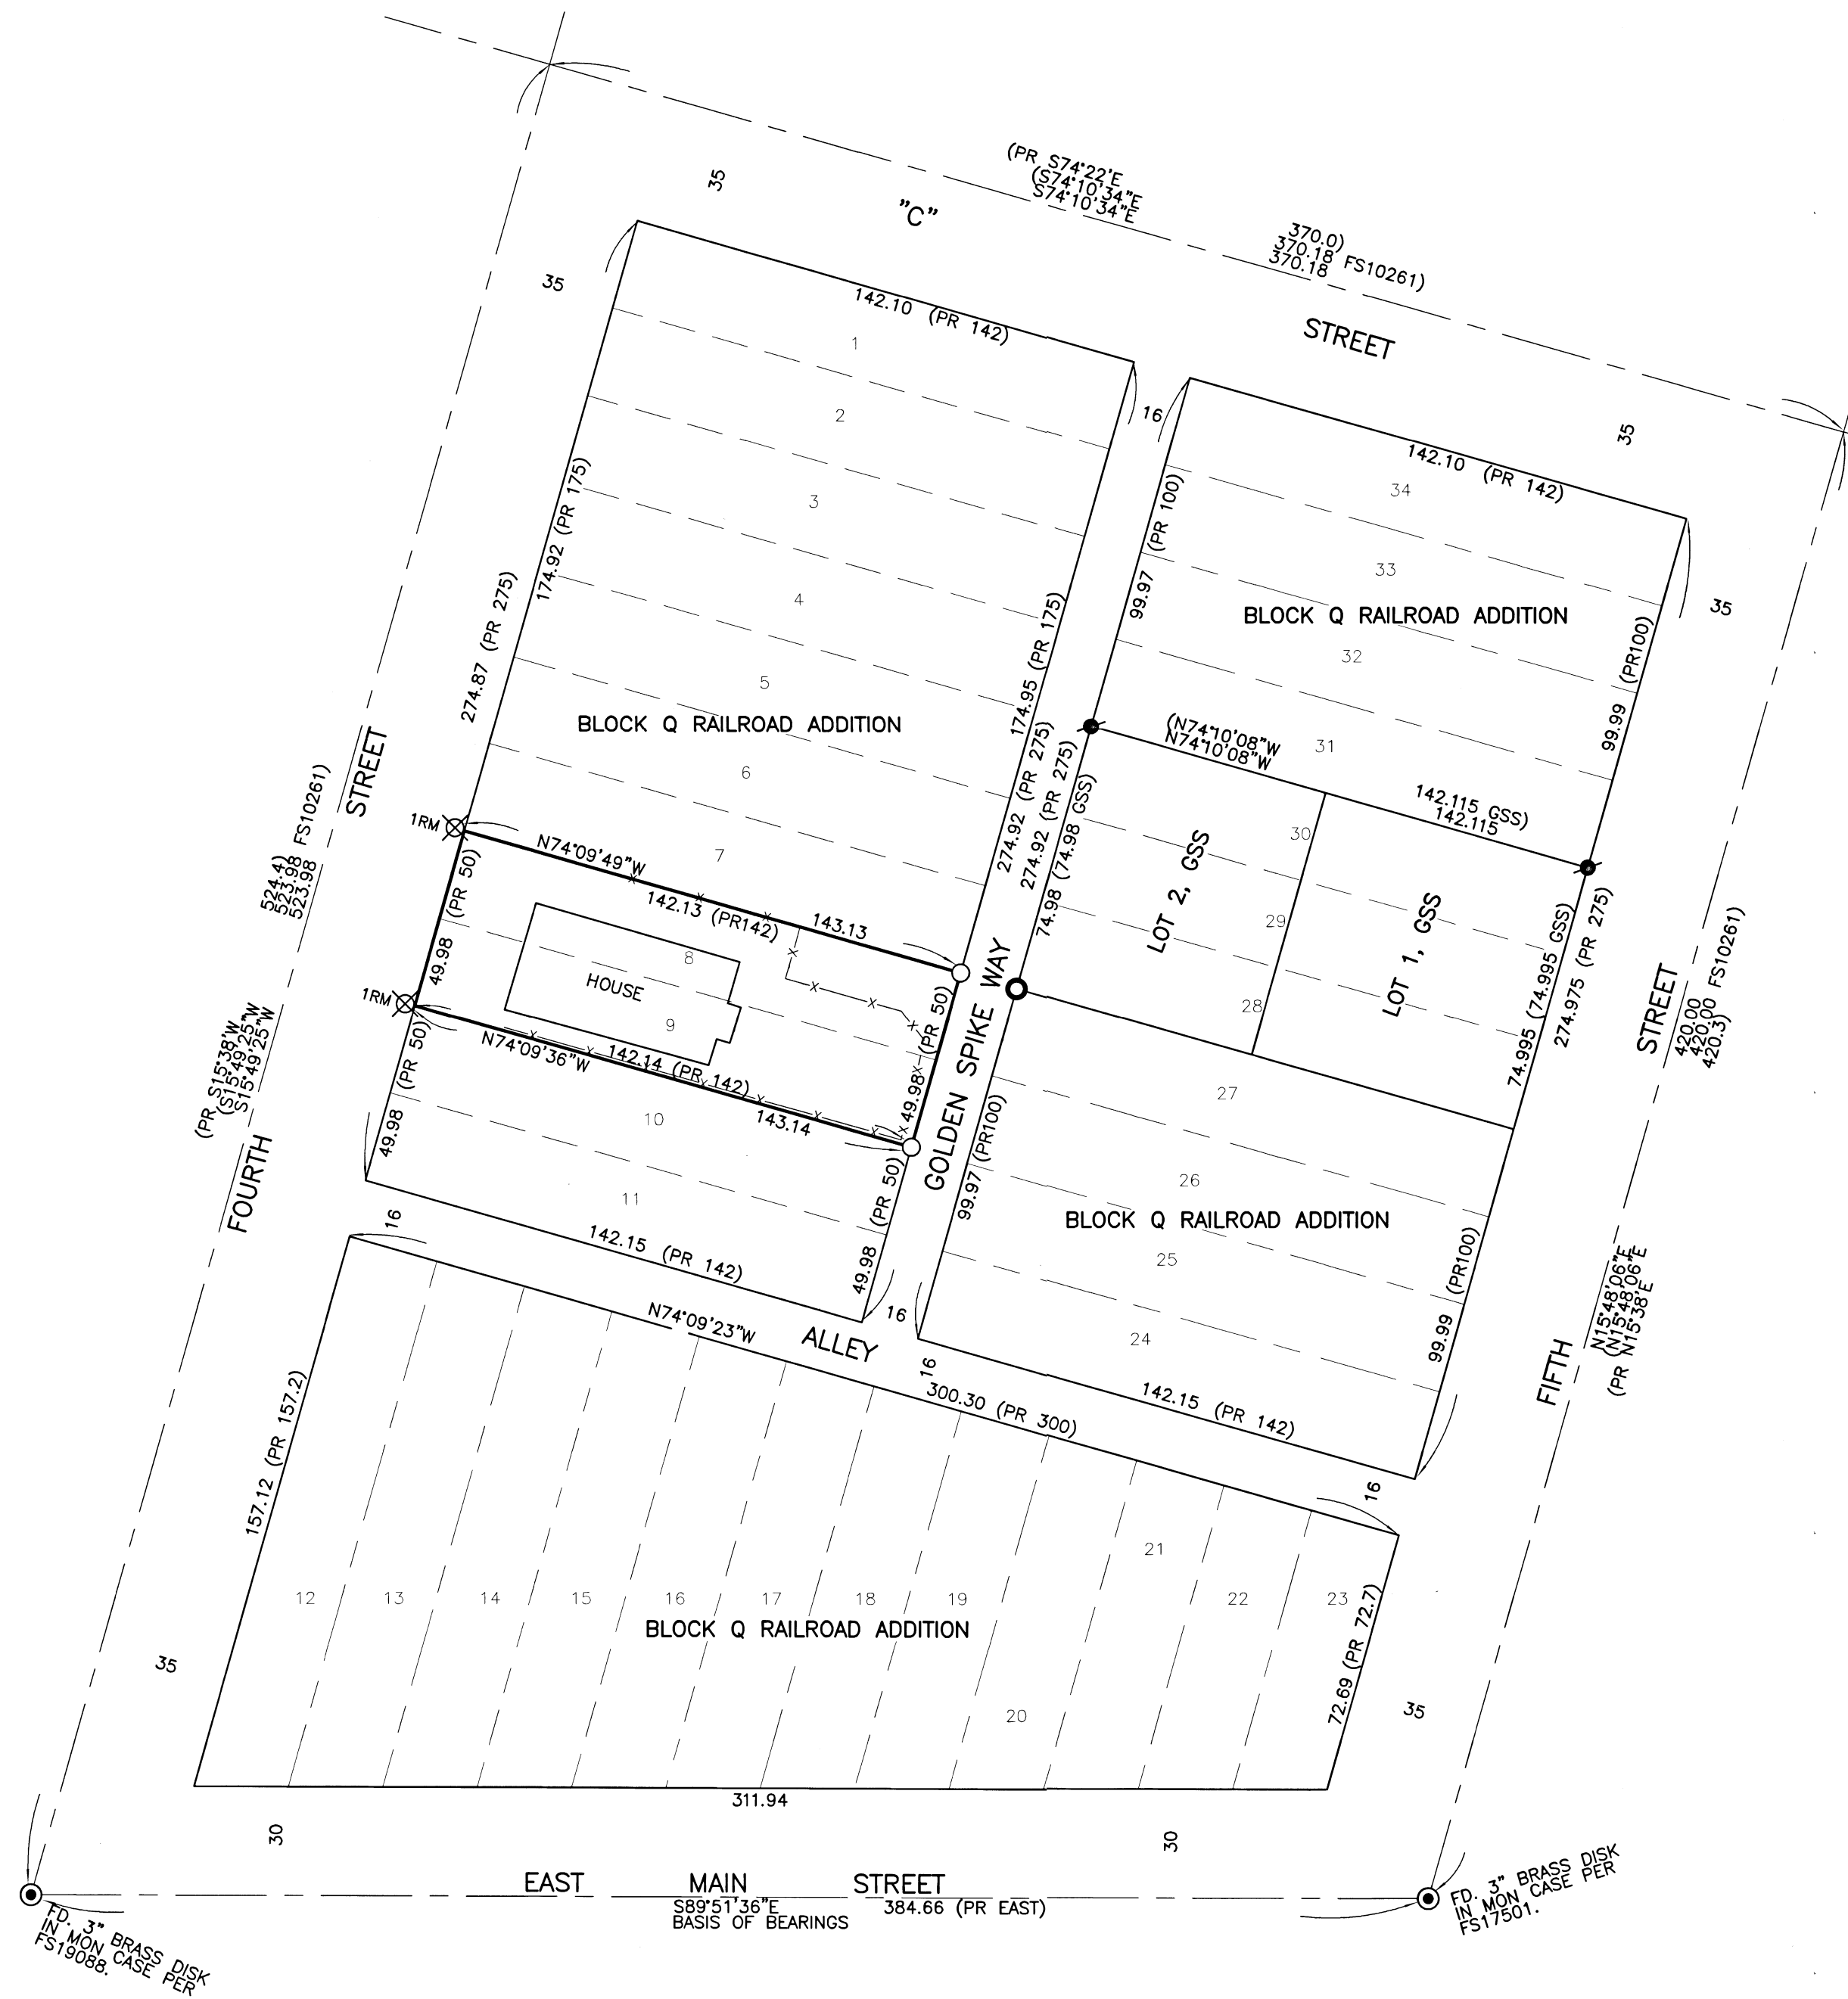 (PR S74°22'E
(S74°10'34"E
S74°10'34"E
370.0)
370.18 FS10261)
370.18
"C"
STREET
35
35
35
35
142.10 (PR 142)
142.10 (PR 142)
16
1
2
3
4
5
6
7
BLOCK Q RAILROAD ADDITION
174.92 (PR 175)
274.87 (PR 275)
174.95 (PR 175)
274.92 (PR 275)
274.92 (PR 275)
74.98 (74.98 GSS)
99.97 (PR 100)
34
33
BLOCK Q RAILROAD ADDITION
32
31
99.99 (PR100)
(N74°10'08"W
N74°10'08"W
142.115 GSS)
142.115
30
29
28
LOT 2, GSS
LOT 1, GSS
74.995 (74.995 GSS)
274.975 (PR 275)
STREET
524.4)
523.98 FS10261)
523.98
1RM
N74°09'49"W
142.13 (PR142)
143.13
49.98 (PR 50)
8
HOUSE
9
1RM
N74°09'36"W
142.14 (PR 142)
143.14
49.98 (PR 50)
GOLDEN SPIKE WAY
(PR S15°38'W
(S15°49'25"W
S15°49'25"W
FOURTH
49.98 (PR 50)
10
11
49.98 (PR 50)
142.15 (PR 142)
16
16
99.97 (PR100)
27
26
BLOCK Q RAILROAD ADDITION
25
24
99.99 (PR100)
142.15 (PR 142)
STREET
420.00
420.00 FS10261)
420.3)
N15°48'06"E
(N15°48'06"E
(PR N15°38'E
FIFTH
N74°09'23"W
ALLEY
16
300.30 (PR 300)
16
157.12 (PR 157.2)
12
13
14
15
16
17
18
19
20
21
22
23
BLOCK Q RAILROAD ADDITION
72.69 (PR 72.7)
35
35
311.94
30
30
EAST MAIN STREET
S89°51'36"E 384.66 (PR EAST)
BASIS OF BEARINGS
FD. 3" BRASS DISK
IN MON CASE PER
FS19088.
FD. 3" BRASS DISK
IN MON CASE PER
FS17501.